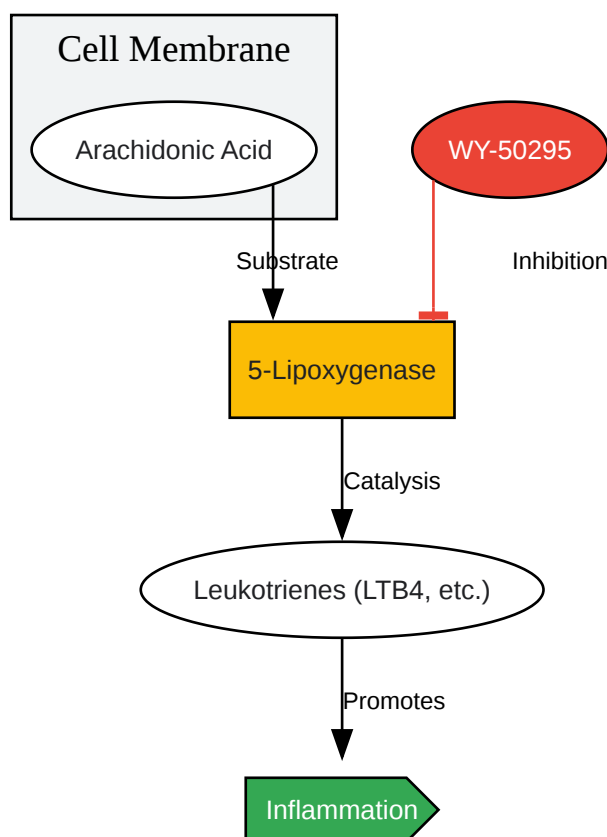 Cell Membrane
Arachidonic Acid
WY-50295
Substrate
Inhibition
5-Lipoxygenase
Catalysis
Leukotrienes (LTB4, etc.)
Promotes
Inflammation